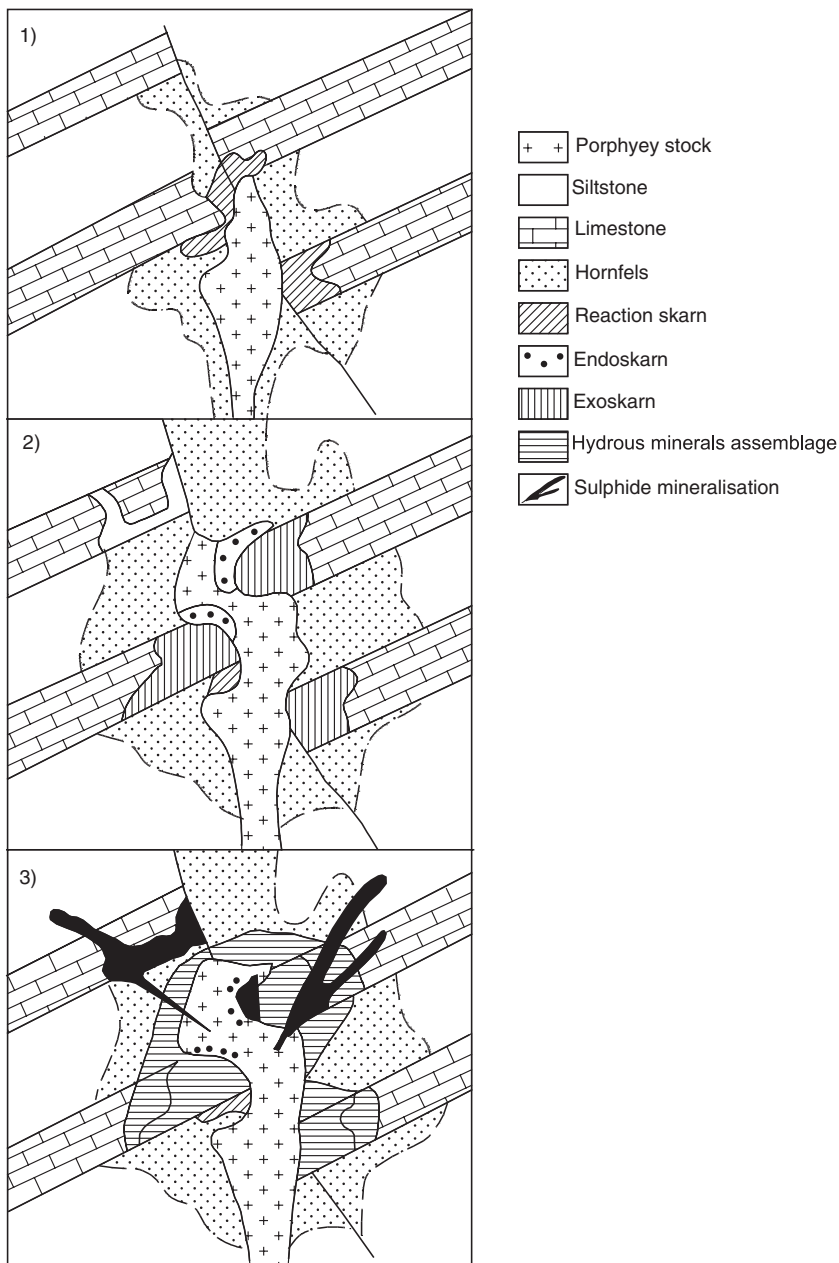 1)
2)
3)
Porphyey stock
Siltstone
Limestone
Hornfels
Reaction skarn
Endoskarn
Exoskarn
Hydrous minerals assemblage
Sulphide mineralisation